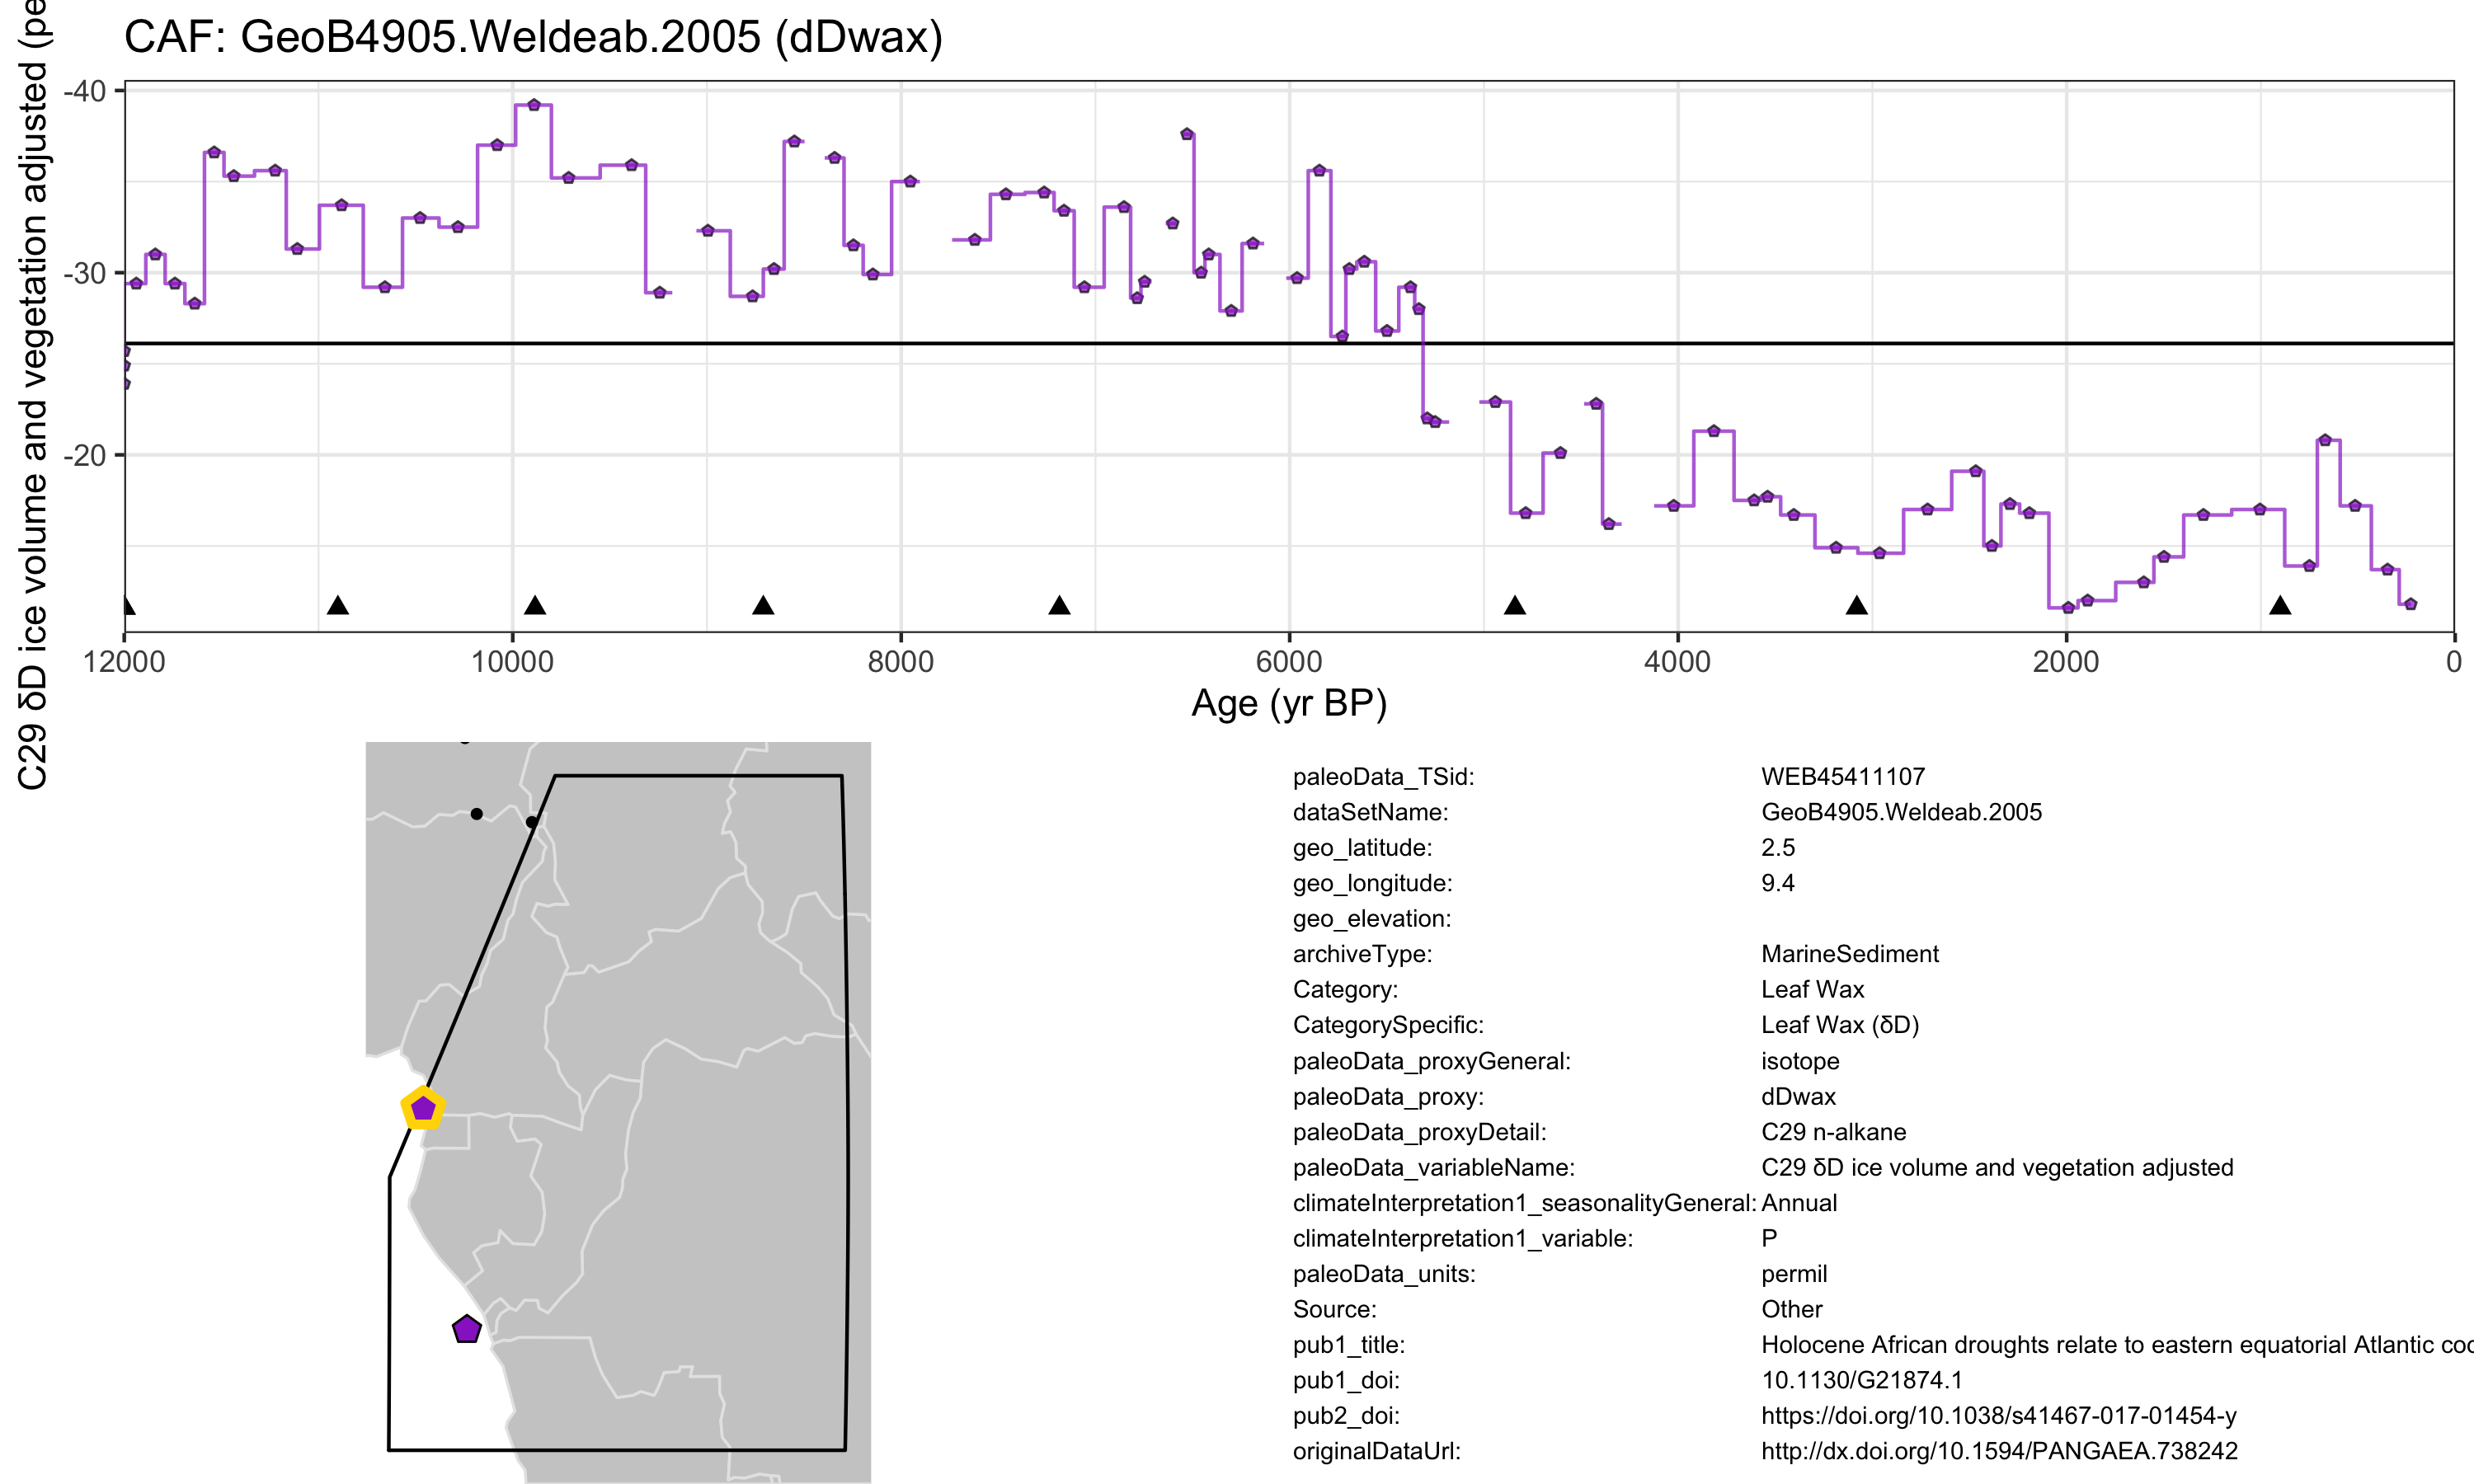 CAF: GeoB4905.Weldeab.2005 (dDwax)
C29 δD ice volume and vegetation adjusted
-40
-30
-20
12000 10000 8000 6000 4000 2000 0
Age (yr BP)
paleoData_TSid: WEB45411107
dataSetName: GeoB4905.Weldeab.2005
geo_latitude: 2.5
geo_longitude: 9.4
geo_elevation:
archiveType: MarineSediment
Category: Leaf Wax
CategorySpecific: Leaf Wax (δD)
paleoData_proxyGeneral: isotope
paleoData_proxy: dDwax
paleoData_proxyDetail: C29 n-alkane
paleoData_variableName: C29 δD ice volume and vegetation adjusted
climateInterpretation1_seasonalityGeneral: Annual
climateInterpretation1_variable: P
paleoData_units: permil
Source: Other
pub1_title: Holocene African droughts relate to eastern equatorial Atlantic
pub1_doi: 10.1130/G21874.1
pub2_doi: https://doi.org/10.1038/s41467-017-01454-y
originalDataUrl: http://dx.doi.org/10.1594/PANGAEA.738242